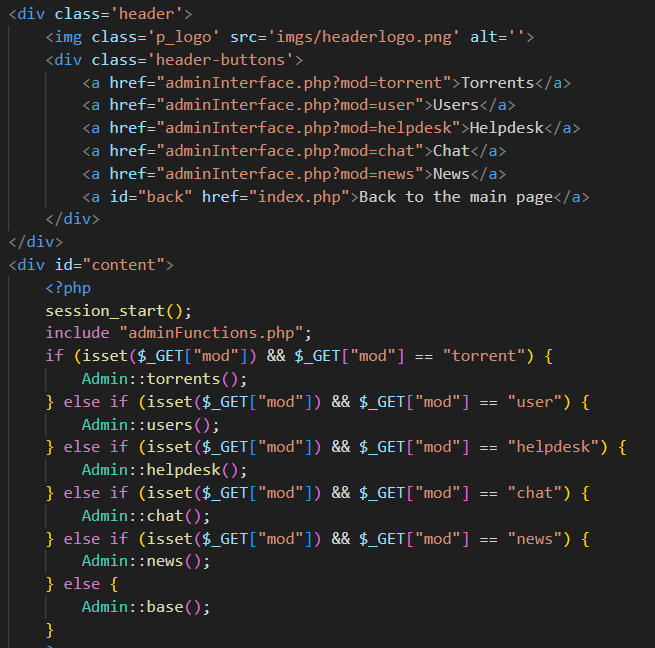 <div class='header'>
<img class='p_logo' src='imgs/headerlogo.png' alt=''>
<div class='header-buttons'>
<a href="adminInterface.php?mod=torrent">Torrents</a>
<a href="adminInterface.php?mod=user">Users</a>
<a href="adminInterface.php?mod=helpdesk">Helpdesk</a>
<a href="adminInterface.php?mod=chat">Chat</a>
<a href="adminInterface.php?mod=news">News</a>
<a id="back" href="index.php">Back to the main page</a>
</div>
</div>
<div id="content">
<?php
session_start();
include "adminFunctions.php";
if (isset($_GET["mod"]) && $_GET["mod"] == "torrent") {
Admin::torrents();
} else if (isset($_GET["mod"]) && $_GET["mod"] == "user") {
Admin::users();
} else if (isset($_GET["mod"]) && $_GET["mod"] == "helpdesk") {
Admin::helpdesk();
} else if (isset($_GET["mod"]) && $_GET["mod"] == "chat") {
Admin::chat();
} else if (isset($_GET["mod"]) && $_GET["mod"] == "news") {
Admin::news();
} else {
Admin::base();
}